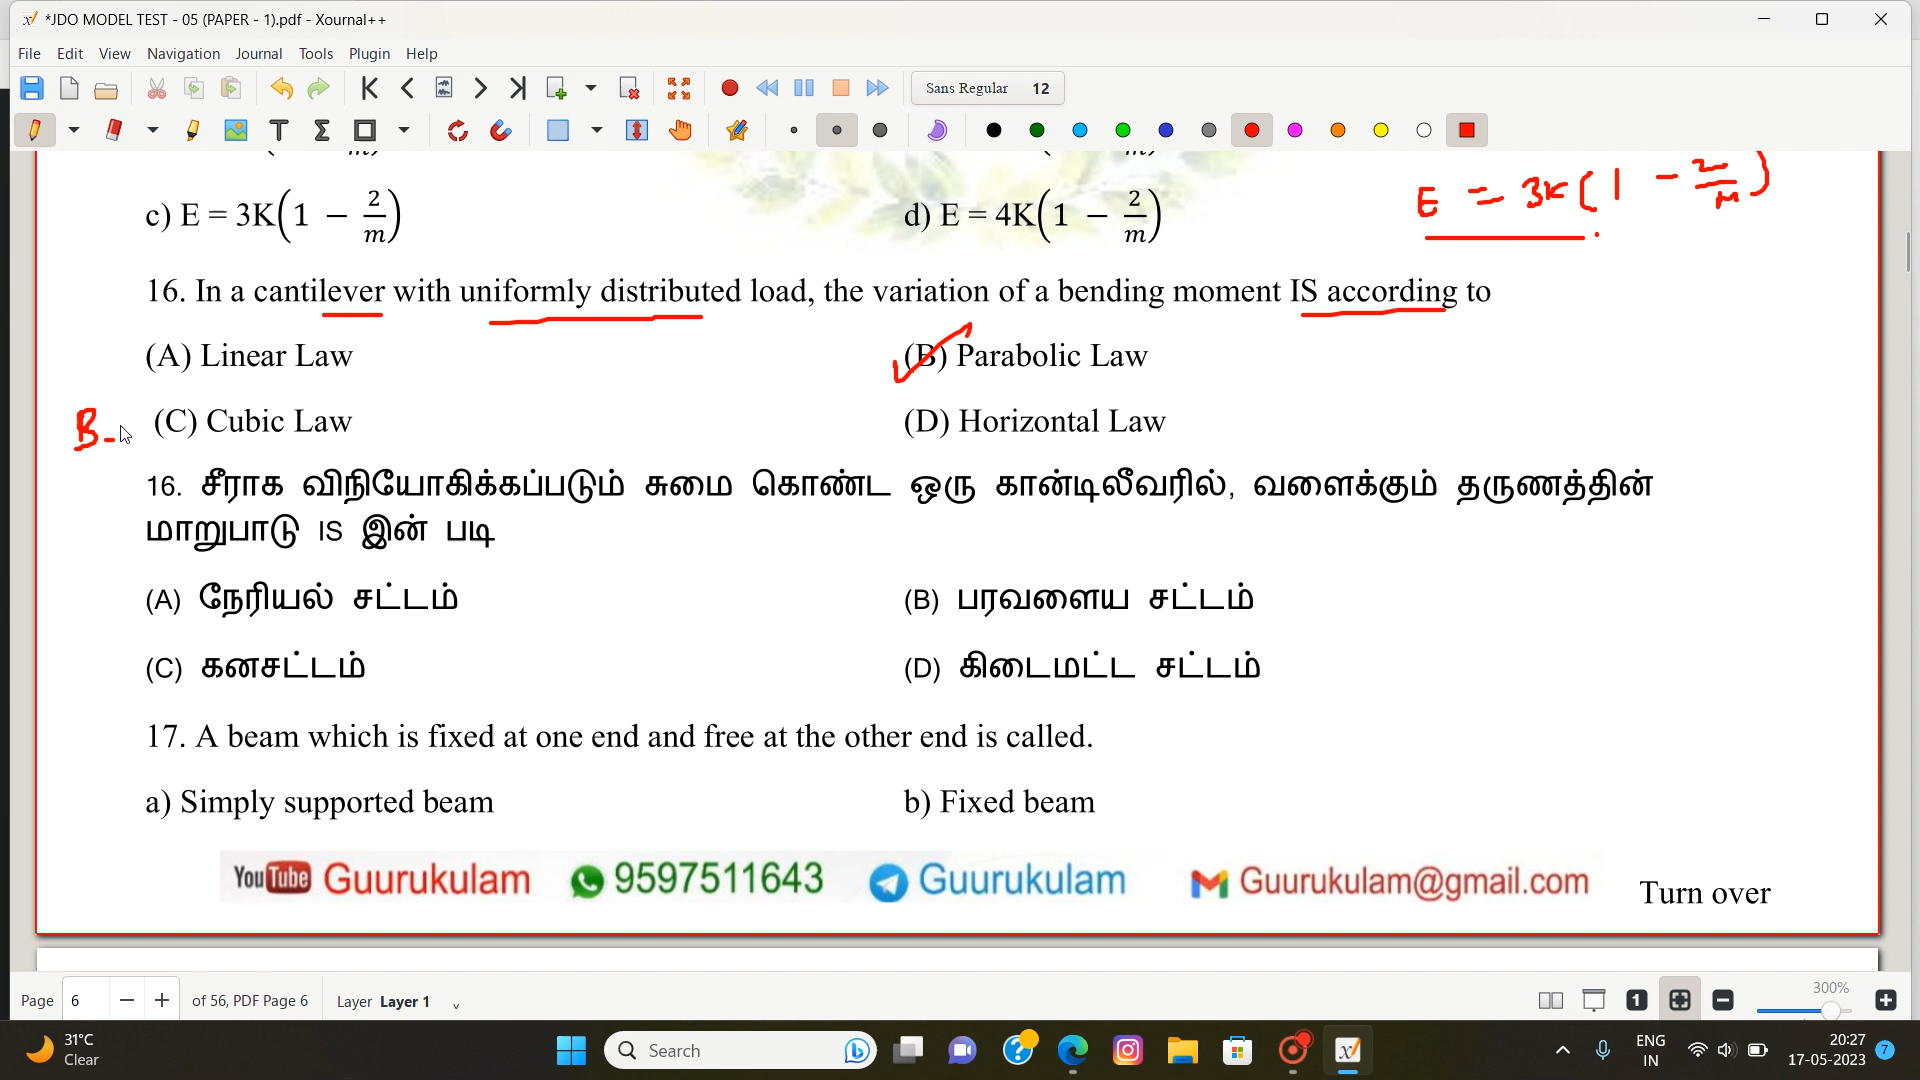 *JDO MODEL TEST - 05 (PAPER - 1).pdf - Xournal++
File Edit View Navigation Journal Tools Plugin Help
Sans Regular 12
c) E = 3K(1 − 2/m) d) E = 4K(1 − 2/m)
E = 3K(1 − 2/m)
16. In a cantilever with uniformly distributed load, the variation of a bending moment IS according to
(A) Linear Law (B) Parabolic Law
B- (C) Cubic Law (D) Horizontal Law
16. சீராக விநியோகிக்கப்படும் சுமை கொண்ட ஒரு கான்டிலீவரில், வளைக்கும் தருணத்தின்
மாறுபாடு IS இன் படி
(A) நேரியல் சட்டம் (B) பரவளைய சட்டம்
(C) கனசட்டம் (D) கிடைமட்ட சட்டம்
17. A beam which is fixed at one end and free at the other end is called.
a) Simply supported beam b) Fixed beam
YouTube Guurukulam 9597511643 Guurukulam Guurukulam@gmail.com
Turn over
Page 6 of 56, PDF Page 6 Layer Layer 1 300%
31°C
Clear
Search
ENG
IN
20:27
17-05-2023
7